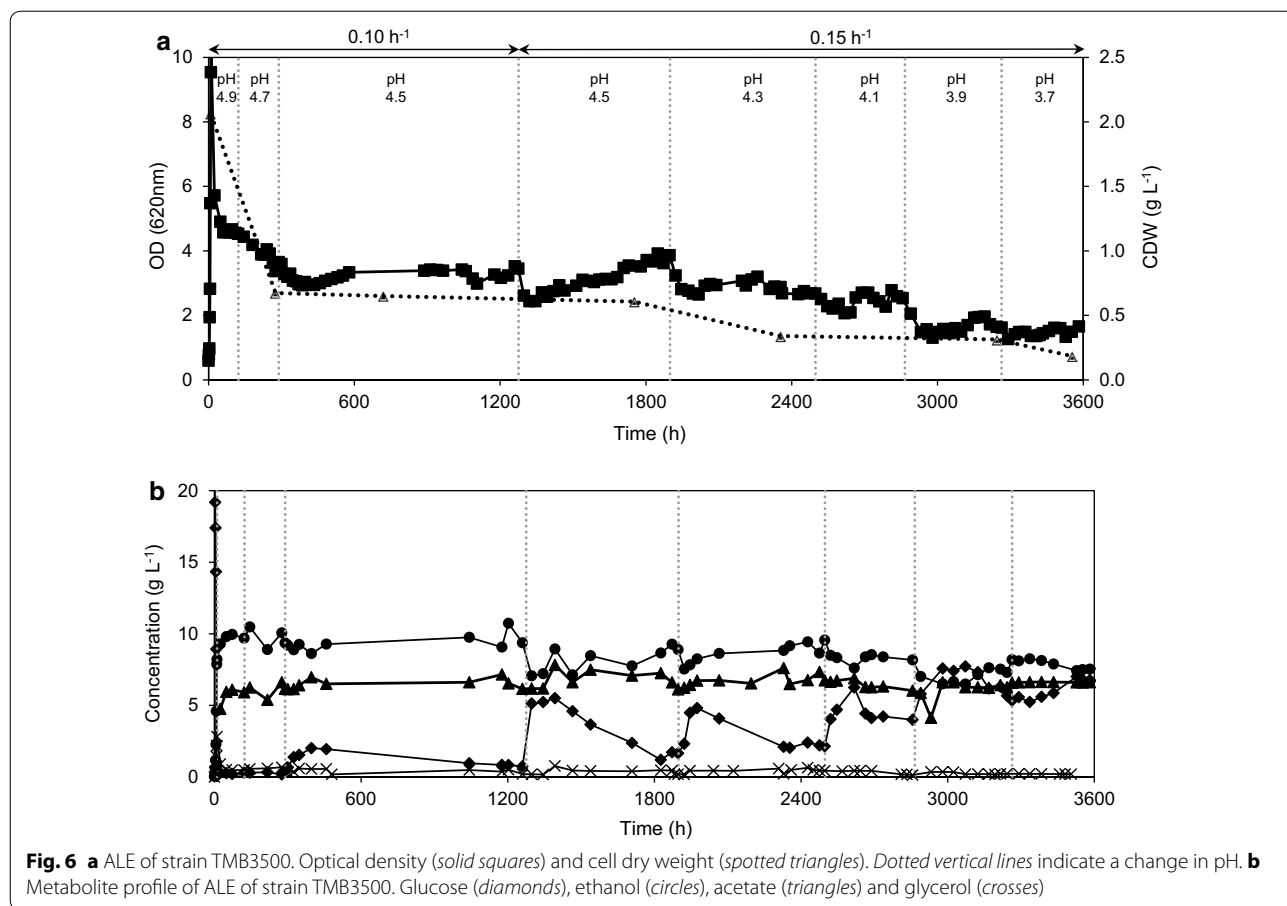 a
0.10 h-1
0.15 h-1
pH 4.9
pH 4.7
pH 4.5
pH 4.5
pH 4.3
pH 4.1
pH 3.9
pH 3.7
OD (620nm)
10
8
6
4
2
0
CDW (g L-1)
2.5
2.0
1.5
1.0
0.5
0.0
0
600
1200
1800
2400
3000
3600
Time (h)
b
Concentration (g L-1)
20
15
10
5
0
0
600
1200
1800
2400
3000
3600
Time (h)
Fig. 6 a ALE of strain TMB3500. Optical density (solid squares) and cell dry weight (spotted triangles). Dotted vertical lines indicate a change in pH. b
Metabolite profile of ALE of strain TMB3500. Glucose (diamonds), ethanol (circles), acetate (triangles) and glycerol (crosses)